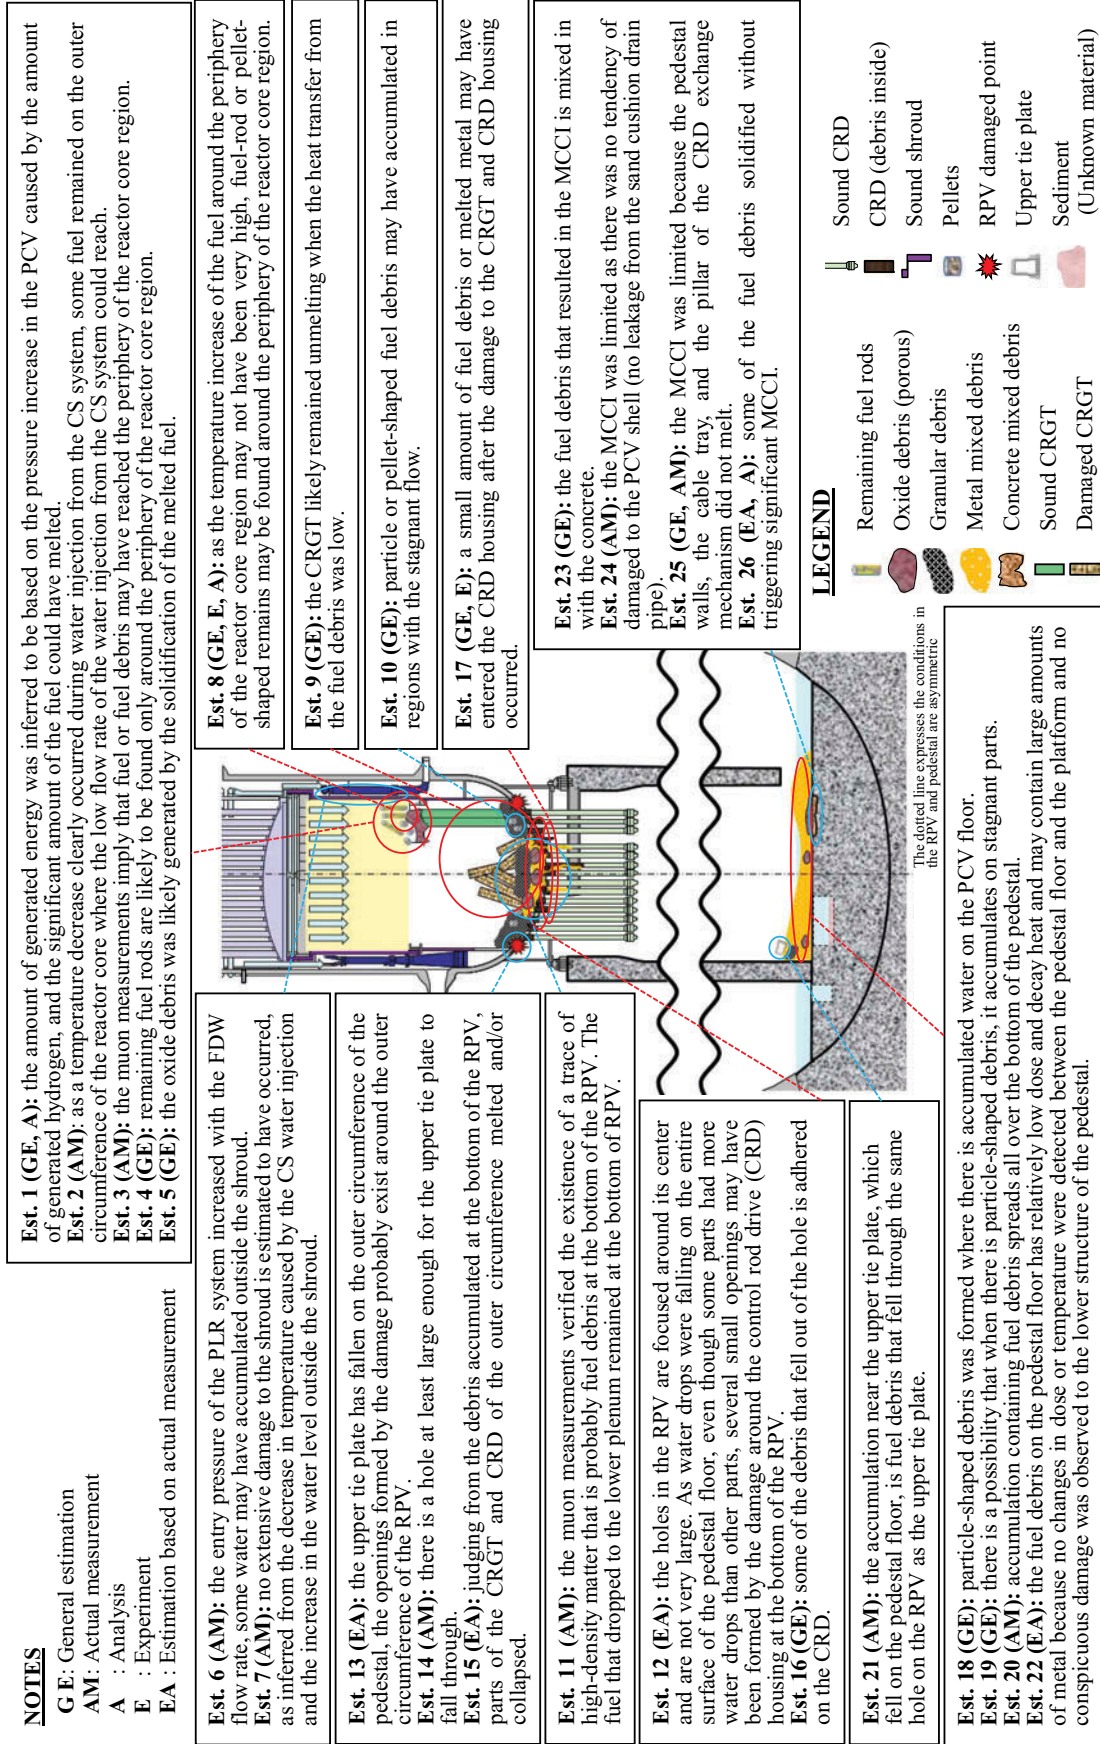 NOTES
G E: General estimation
AM: Actual measurement
A : Analysis
E : Experiment
EA : Estimation based on actual measurement
Est. 1 (GE, A): the amount of generated energy was inferred to be based on the pressure increase in the PCV caused by the amount
of generated hydrogen, and the significant amount of the fuel could have melted.
Est. 2 (AM): as a temperature decrease clearly occurred during water injection from the CS system, some fuel remained on the outer
circumference of the reactor core where the low flow rate of the water injection from the CS system could reach.
Est. 3 (AM): the muon measurements imply that fuel or fuel debris may have reached the periphery of the reactor core region.
Est. 4 (GE): remaining fuel rods are likely to be found only around the periphery of the reactor core region.
Est. 5 (GE): the oxide debris was likely generated by the solidification of the melted fuel.
Est. 6 (AM): the entry pressure of the PLR system increased with the FDW
flow rate, some water may have accumulated outside the shroud.
Est. 7 (AM): no extensive damage to the shroud is estimated to have occurred,
as inferred from the decrease in temperature caused by the CS water injection
and the increase in the water level outside the shroud.
Est. 13 (EA): the upper tie plate has fallen on the outer circumference of the
pedestal, the openings formed by the damage probably exist around the outer
circumference of the RPV.
Est. 14 (AM): there is a hole at least large enough for the upper tie plate to
fall through.
Est. 15 (EA): judging from the debris accumulated at the bottom of the RPV,
parts of the CRGT and CRD of the outer circumference melted and/or
collapsed.
Est. 11 (AM): the muon measurements verified the existence of a trace of
high-density matter that is probably fuel debris at the bottom of the RPV. The
fuel that dropped to the lower plenum remained at the bottom of RPV.
Est. 12 (EA): the holes in the RPV are focused around its center
and are not very large. As water drops were falling on the entire
surface of the pedestal floor, even though some parts had more
water drops than other parts, several small openings may have
been formed by the damage around the control rod drive (CRD)
housing at the bottom of the RPV.
Est. 16 (GE): some of the debris that fell out of the hole is adhered
on the CRD.
Est. 21 (AM): the accumulation near the upper tie plate, which
fell on the pedestal floor, is fuel debris that fell through the same
hole on the RPV as the upper tie plate.
Est. 18 (GE): particle-shaped debris was formed where there is accumulated water on the PCV floor.
Est. 19 (GE): there is a possibility that when there is particle-shaped debris, it accumulates on stagnant parts.
Est. 20 (AM): accumulation containing fuel debris spreads all over the bottom of the pedestal.
Est. 22 (EA): the fuel debris on the pedestal floor has relatively low dose and decay heat and may contain large amounts
of metal because no changes in dose or temperature were detected between the pedestal floor and the platform and no
conspicuous damage was observed to the lower structure of the pedestal.
Est. 8 (GE, E, A): as the temperature increase of the fuel around the periphery
of the reactor core region may not have been very high, fuel-rod or pellet-
shaped remains may be found around the periphery of the reactor core region.
Est. 9 (GE): the CRGT likely remained unmelting when the heat transfer from
the fuel debris was low.
Est. 10 (GE): particle or pellet-shaped fuel debris may have accumulated in
regions with the stagnant flow.
Est. 17 (GE, E): a small amount of fuel debris or melted metal may have
entered the CRD housing after the damage to the CRGT and CRD housing
occurred.
Est. 23 (GE): the fuel debris that resulted in the MCCI is mixed in
with the concrete.
Est. 24 (AM): the MCCI was limited as there was no tendency of
damaged to the PCV shell (no leakage from the sand cushion drain
pipe).
Est. 25 (GE, AM): the MCCI was limited because the pedestal
walls, the cable tray, and the pillar of the CRD exchange
mechanism did not melt.
Est. 26 (EA, A): some of the fuel debris solidified without
triggering significant MCCI.
The dotted line expresses the conditions in
the RPV and pedestal are asymmetric
LEGEND
Remaining fuel rods
Oxide debris (porous)
Granular debris
Metal mixed debris
Concrete mixed debris
Sound CRGT
Damaged CRGT
Sound CRD
CRD (debris inside)
Sound shroud
Pellets
RPV damaged point
Upper tie plate
Sediment
(Unknown material)